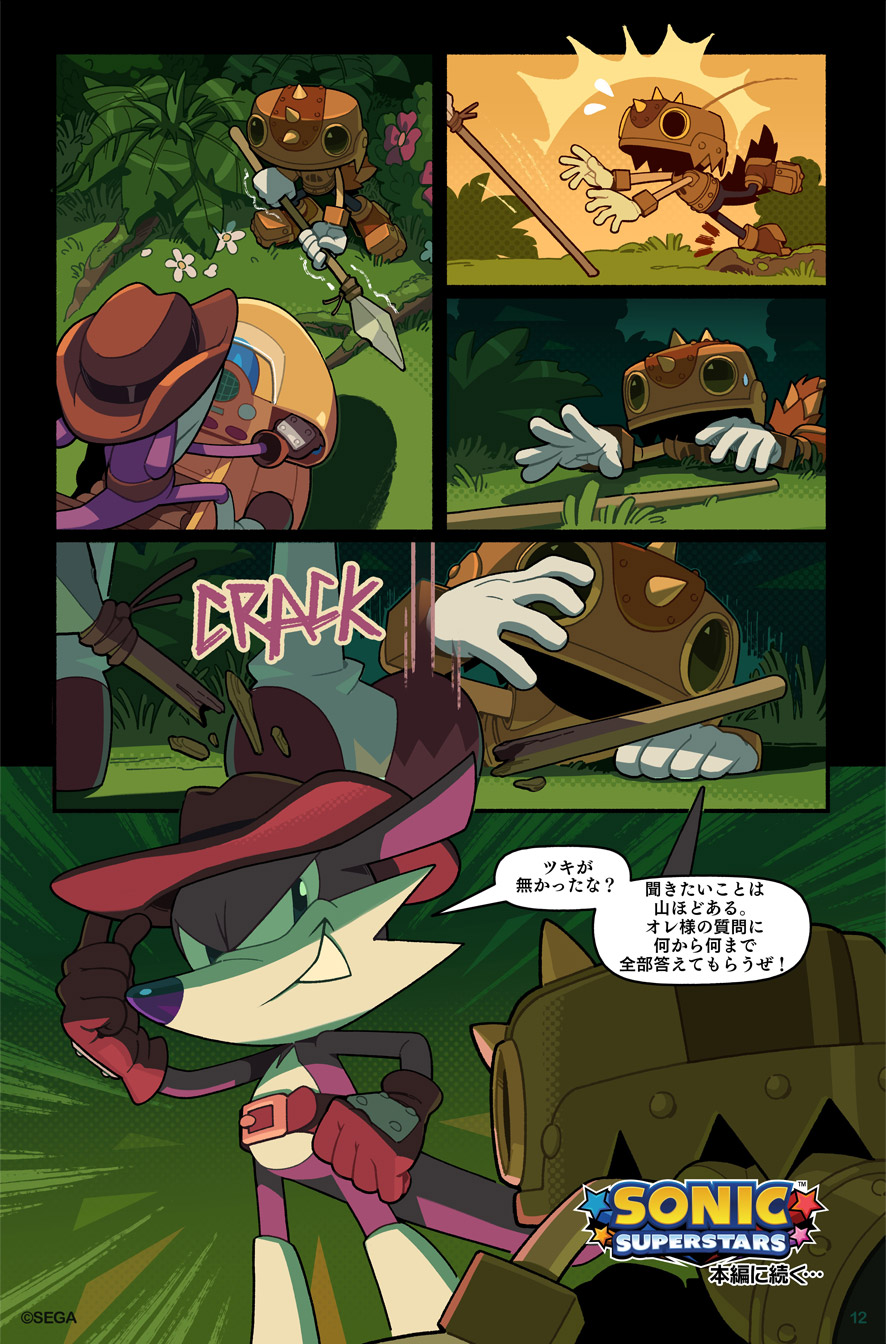 CRACK
ツキが
無かったな？
聞きたいことは
山ほどある。
オレ様の質問に
何から何まで
全部答えてもらうぜ！
SONIC
SUPERSTARS™
本編に続く…
©SEGA
12